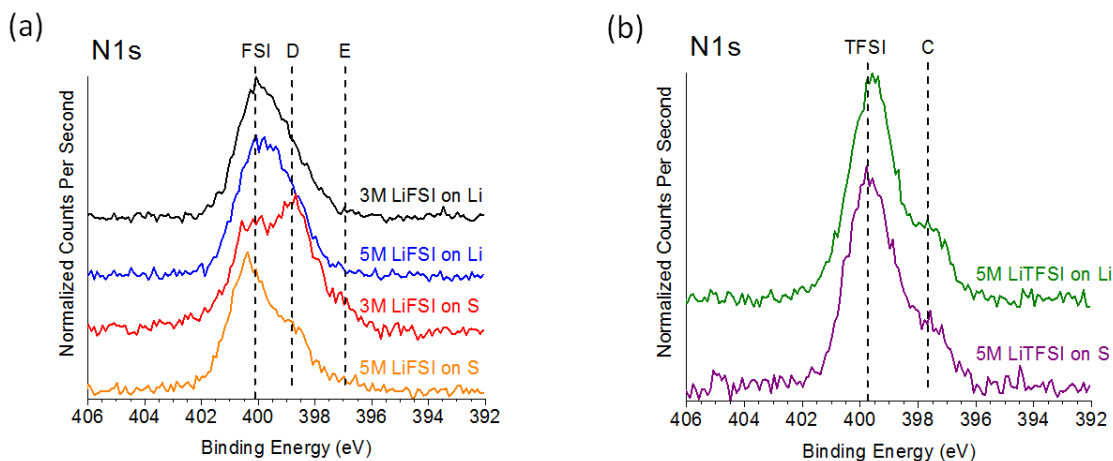 (a)
N1s
FSI D E
Normalized Counts Per Second
3M LiFSI on Li
5M LiFSI on Li
3M LiFSI on S
5M LiFSI on S
406 404 402 400 398 396 394 392
Binding Energy (eV)
(b)
N1s
TFSI C
Normalized Counts Per Second
5M LiTFSI on Li
5M LiTFSI on S
406 404 402 400 398 396 394 392
Binding Energy (eV)